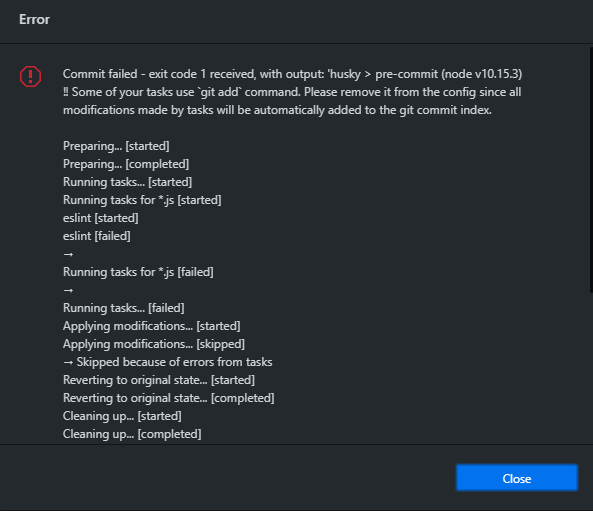 Error
Commit failed - exit code 1 received, with output: 'husky > pre-commit (node v10.15.3)
‼ Some of your tasks use `git add` command. Please remove it from the config since all
modifications made by tasks will be automatically added to the git commit index.
Preparing... [started]
Preparing... [completed]
Running tasks... [started]
Running tasks for *.js [started]
eslint [started]
eslint [failed]
→
Running tasks for *.js [failed]
→
Running tasks... [failed]
Applying modifications... [started]
Applying modifications... [skipped]
→ Skipped because of errors from tasks
Reverting to original state... [started]
Reverting to original state... [completed]
Cleaning up... [started]
Cleaning up... [completed]
Close